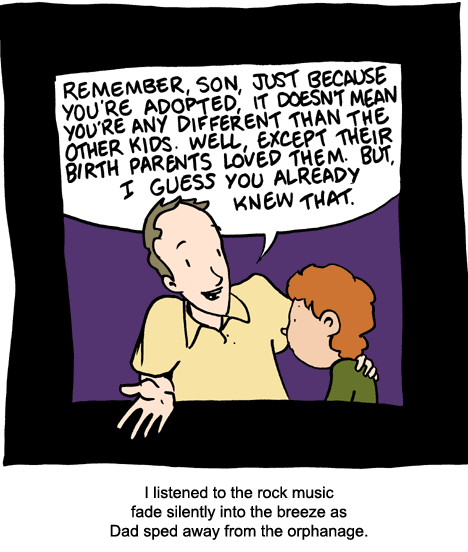 REMEMBER, SON, JUST BECAUSE
YOU'RE ADOPTED, IT DOESN'T MEAN
YOU'RE ANY DIFFERENT THAN THE
OTHER KIDS. WELL, EXCEPT THEIR
BIRTH PARENTS LOVED THEM. BUT,
I GUESS YOU ALREADY
KNEW THAT.
I listened to the rock music
fade silently into the breeze as
Dad sped away from the orphanage.